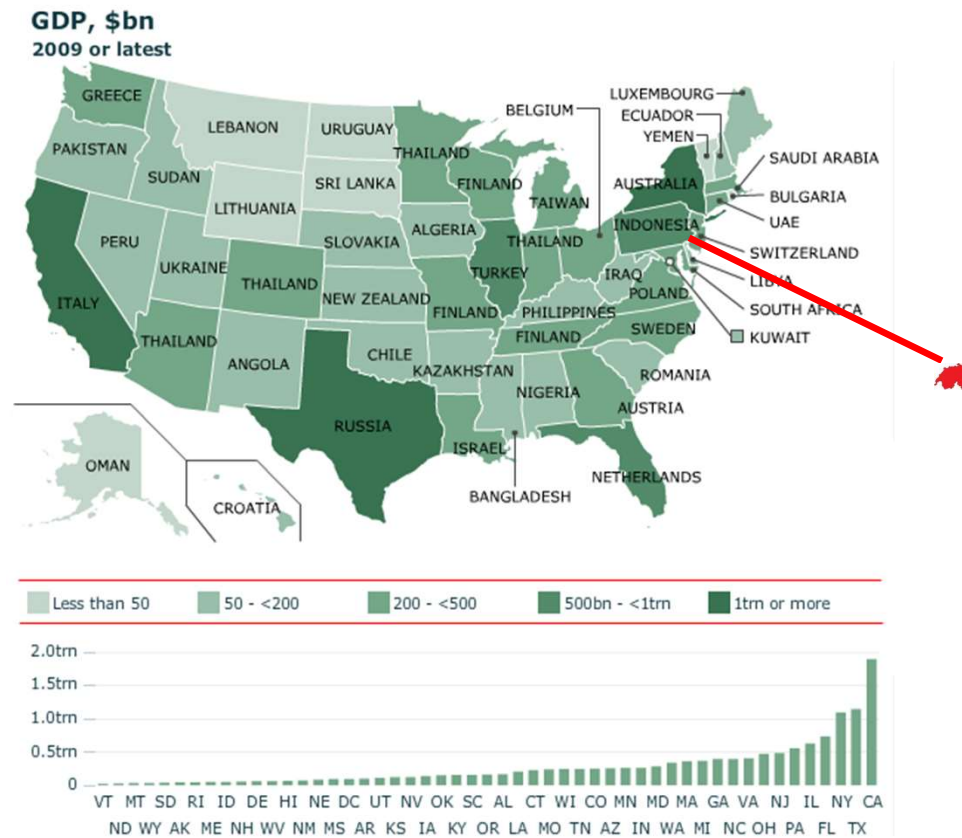 GDP, $bn
2009 or latest
GREECE
LEBANON
URUGUAY
BELGIUM
LUXEMBOURG
ECUADOR
YEMEN
PAKISTAN
THAILAND
SAUDI ARABIA
SUDAN
SRI LANKA
FINLAND
AUSTRALIA
TAIWAN
BULGARIA
LITHUANIA
UAE
PERU
SLOVAKIA
ALGERIA
THAILAND
INDONESIA
SWITZERLAND
UKRAINE
TURKEY
IRAQ
LIBYA
ITALY
THAILAND
NEW ZEALAND
POLAND
SOUTH AFRICA
FINLAND
PHILIPPINES
THAILAND
FINLAND
SWEDEN
KUWAIT
ANGOLA
CHILE
KAZAKHSTAN
ROMANIA
NIGERIA
AUSTRIA
RUSSIA
ISRAEL
OMAN
NETHERLANDS
CROATIA
BANGLADESH
Less than 50 50 - <200 200 - <500 500bn - <1trn 1trn or more
2.0trn
1.5trn
1.0trn
0.5trn
0
VT MT SD RI ID DE HI NE DC UT NV OK SC AL CT WI CO MN MD MA GA VA NJ IL NY CA
ND WY AK ME NH WV NM MS AR KS IA KY OR LA MO TN AZ IN WA MI NC OH PA FL TX